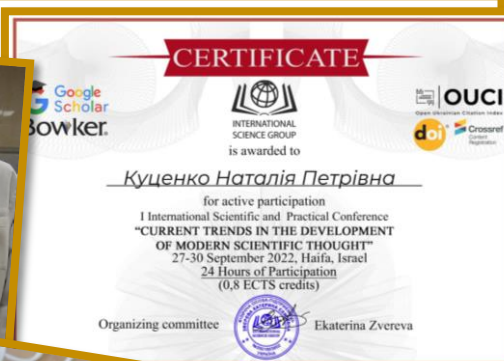 CERTIFICATE
Google
Scholar
Bowker.
INTERNATIONAL
SCIENCE GROUP
OUCI
Open Ukrainian Citation Index
doi
Crossref
Content
Registration
is awarded to
Куценко Наталія Петрівна
for active participation
I International Scientific and Practical Conference
“CURRENT TRENDS IN THE DEVELOPMENT
OF MODERN SCIENTIFIC THOUGHT”
27-30 September 2022, Haifa, Israel
24 Hours of Participation
(0,8 ECTS credits)
Organizing committee
Ekaterina Zvereva